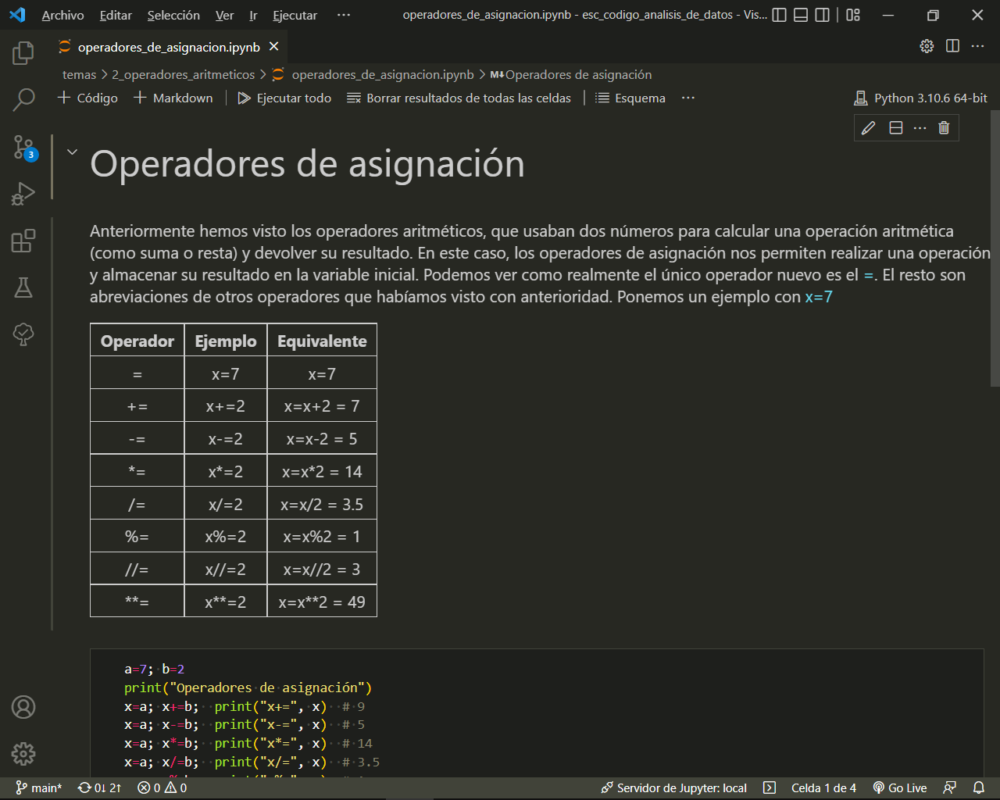 Archivo Editar Selección Ver Ir Ejecutar ··· operadores_de_asignacion.ipynb - esc_codigo_analisis_de_datos - Vis...
operadores_de_asignacion.ipynb
temas > 2_operadores_aritmeticos > operadores_de_asignacion.ipynb > M↓Operadores de asignación
+ Código + Markdown | Ejecutar todo Borrar resultados de todas las celdas | Esquema ··· Python 3.10.6 64-bit
3
Operadores de asignación
Anteriormente hemos visto los operadores aritméticos, que usaban dos números para calcular una operación aritmética
(como suma o resta) y devolver su resultado. En este caso, los operadores de asignación nos permiten realizar una operación
y almacenar su resultado en la variable inicial. Podemos ver como realmente el único operador nuevo es el =. El resto son
abreviaciones de otros operadores que habíamos visto con anterioridad. Ponemos un ejemplo con x=7
Operador Ejemplo Equivalente
= x=7 x=7
+= x+=2 x=x+2 = 7
-= x-=2 x=x-2 = 5
*= x*=2 x=x*2 = 14
/= x/=2 x=x/2 = 3.5
%= x%=2 x=x%2 = 1
//= x//=2 x=x//2 = 3
**= x**=2 x=x**2 = 49
a=7; b=2
print("Operadores de asignación")
x=a; x+=b; print("x+=", x) # 9
x=a; x-=b; print("x-=", x) # 5
x=a; x*=b; print("x*=", x) # 14
x=a; x/=b; print("x/=", x) # 3.5
main* 0↓ 2↑ 0 0 Servidor de Jupyter: local Celda 1 de 4 Go Live